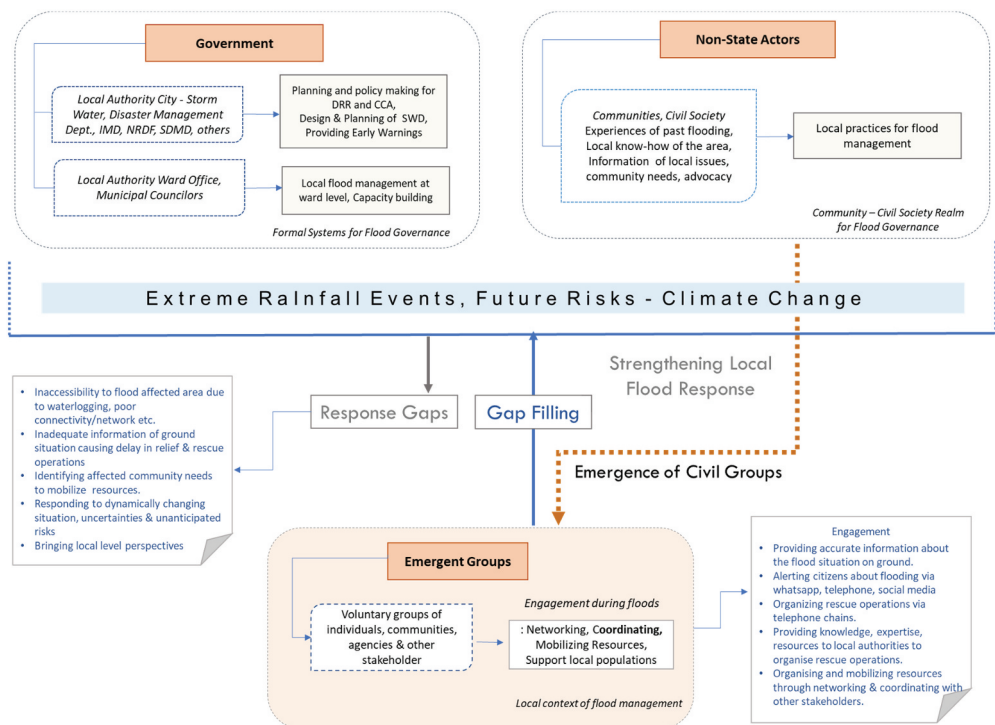 Government
Local Authority City - Storm
Water, Disaster Management
Dept., IMD, NRDF, SDMD, others
Planning and policy making for
DRR and CCA,
Design & Planning of SWD,
Providing Early Warnings
Local Authority Ward Office,
Municipal Councilors
Local flood management at
ward level, Capacity building
Formal Systems for Flood Governance
Non-State Actors
Communities, Civil Society
Experiences of past flooding,
Local know-how of the area,
Information of local issues,
community needs, advocacy
Local practices for flood
management
Community – Civil Society Realm
for Flood Governance
Extreme RaInfall Events, Future Risks - Climate Change
Strengthening Local
Flood Response
Response Gaps
Gap Filling
Emergence of Civil Groups
• Inaccessibility to flood affected area due
to waterlogging, poor
connectivity/network etc.
• Inadequate information of ground
situation causing delay in relief & rescue
operations
• Identifying affected community needs
to mobilize resources.
• Responding to dynamically changing
situation, uncertainties & unanticipated
risks
• Bringing local level perspectives
Emergent Groups
Voluntary groups of
individuals, communities,
agencies & other
stakeholder
Engagement during floods
: Networking, Coordinating,
Mobilizing Resources,
Support local populations
Local context of flood management
Engagement
• Providing accurate information about
the flood situation on ground.
• Alerting citizens about flooding via
whatsapp, telephone, social media
• Organizing rescue operations via
telephone chains.
• Providing knowledge, expertise,
resources to local authorities to
organise rescue operations.
• Organising and mobilizing resources
through networking & coordinating with
other stakeholders.